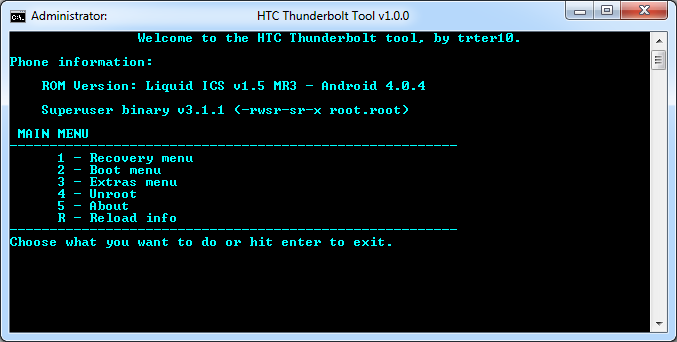 Administrator: HTC Thunderbolt Tool v1.0.0
Welcome to the HTC Thunderbolt tool, by trter10.
Phone information:
ROM Version: Liquid ICS v1.5 MR3 - Android 4.0.4
Superuser binary v3.1.1 (-rwsr-sr-x root.root)
MAIN MENU
1 - Recovery menu
2 - Boot menu
3 - Extras menu
4 - Unroot
5 - About
R - Reload info
Choose what you want to do or hit enter to exit.